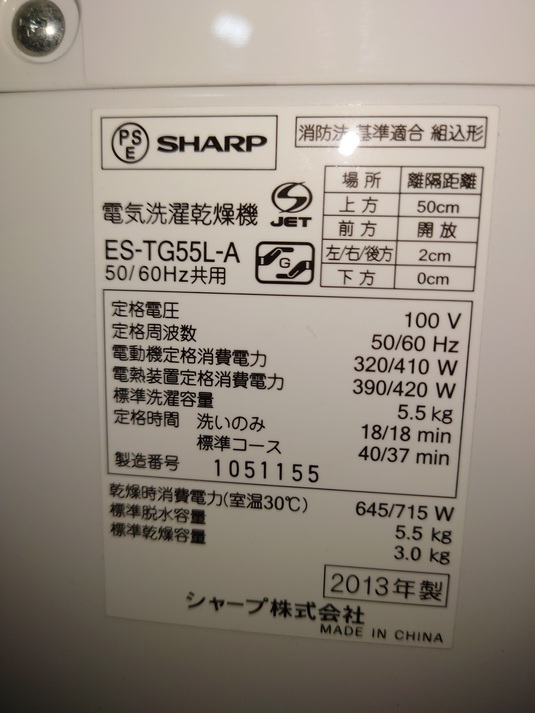 PSE SHARP
消防法 基準適合 組込形
電気洗濯乾燥機
JET
ES-TG55L-A
G
50/60Hz共用
場所 離隔距離
上方 50cm
前方 開放
左/右/後方 2cm
下方 0cm
定格電圧 100 V
定格周波数 50/60 Hz
電動機定格消費電力 320/410 W
電熱装置定格消費電力 390/420 W
標準洗濯容量 5.5 kg
定格時間 洗いのみ 18/18 min
標準コース 40/37 min
製造番号 1051155
乾燥時消費電力(室温30℃) 645/715 W
標準脱水容量 5.5 kg
標準乾燥容量 3.0 kg
2013年製
シャープ株式会社
MADE IN CHINA